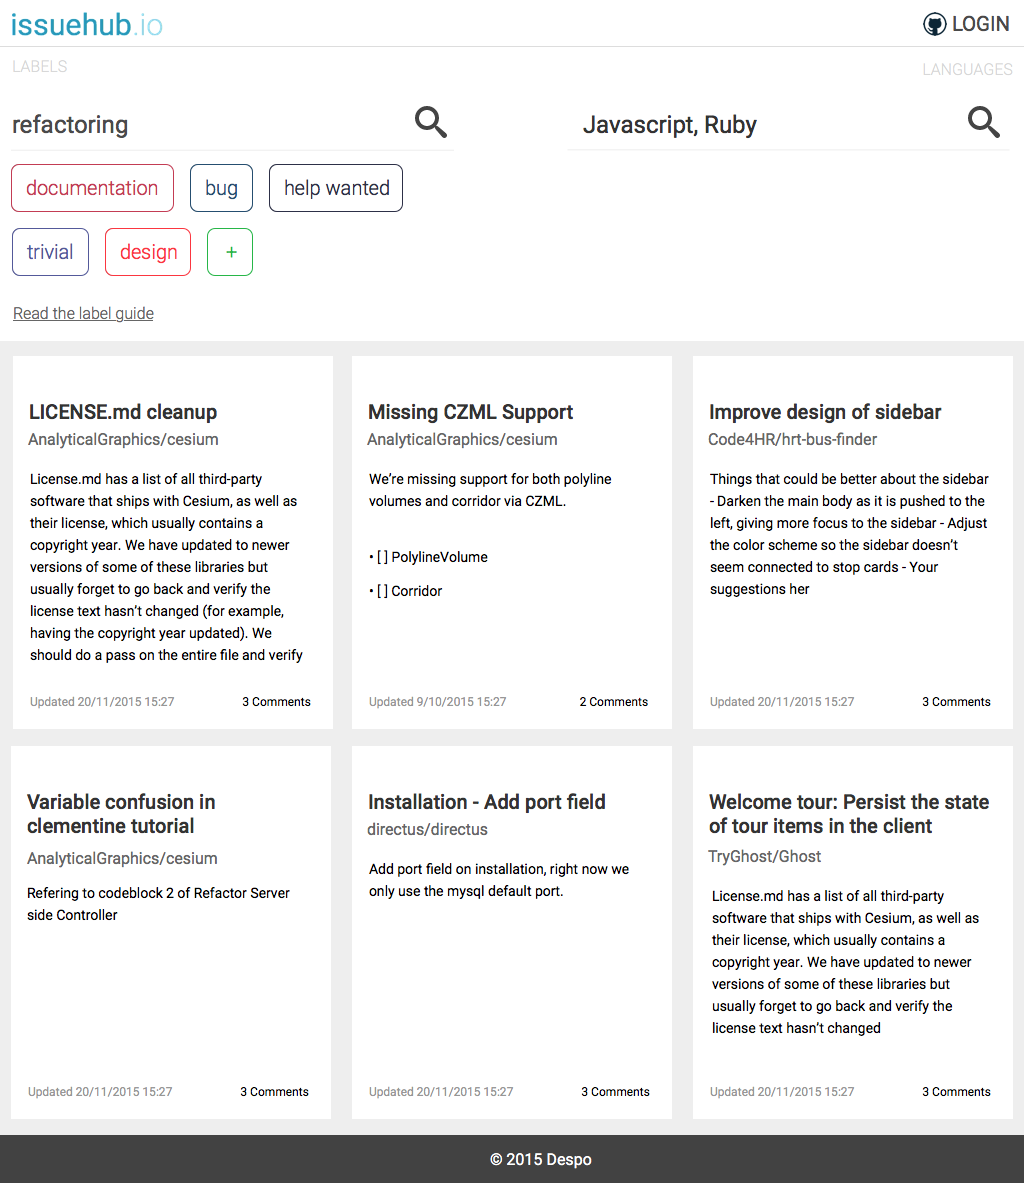 issuehub.io
LOGIN
LABELS
LANGUAGES
refactoring
Javascript, Ruby
documentation
bug
help wanted
trivial
design
+
Read the label guide
LICENSE.md cleanup
AnalyticalGraphics/cesium
License.md has a list of all third-party
software that ships with Cesium, as well as
their license, which usually contains a
copyright year. We have updated to newer
versions of some of these libraries but
usually forget to go back and verify the
license text hasn't changed (for example,
having the copyright year updated). We
should do a pass on the entire file and verify
Updated 20/11/2015 15:27
3 Comments
Missing CZML Support
AnalyticalGraphics/cesium
We're missing support for both polyline
volumes and corridor via CZML.
• [ ] PolylineVolume
• [ ] Corridor
Updated 9/10/2015 15:27
2 Comments
Improve design of sidebar
Code4HR/hrt-bus-finder
Things that could be better about the sidebar
- Darken the main body as it is pushed to the
left, giving more focus to the sidebar - Adjust
the color scheme so the sidebar doesn't
seem connected to stop cards - Your
suggestions her
Updated 20/11/2015 15:27
3 Comments
Variable confusion in
clementine tutorial
AnalyticalGraphics/cesium
Refering to codeblock 2 of Refactor Server
side Controller
Updated 20/11/2015 15:27
3 Comments
Installation - Add port field
directus/directus
Add port field on installation, right now we
only use the mysql default port.
Updated 20/11/2015 15:27
3 Comments
Welcome tour: Persist the state
of tour items in the client
TryGhost/Ghost
License.md has a list of all third-party
software that ships with Cesium, as well as
their license, which usually contains a
copyright year. We have updated to newer
versions of some of these libraries but
usually forget to go back and verify the
license text hasn't changed
Updated 20/11/2015 15:27
3 Comments
© 2015 Despo